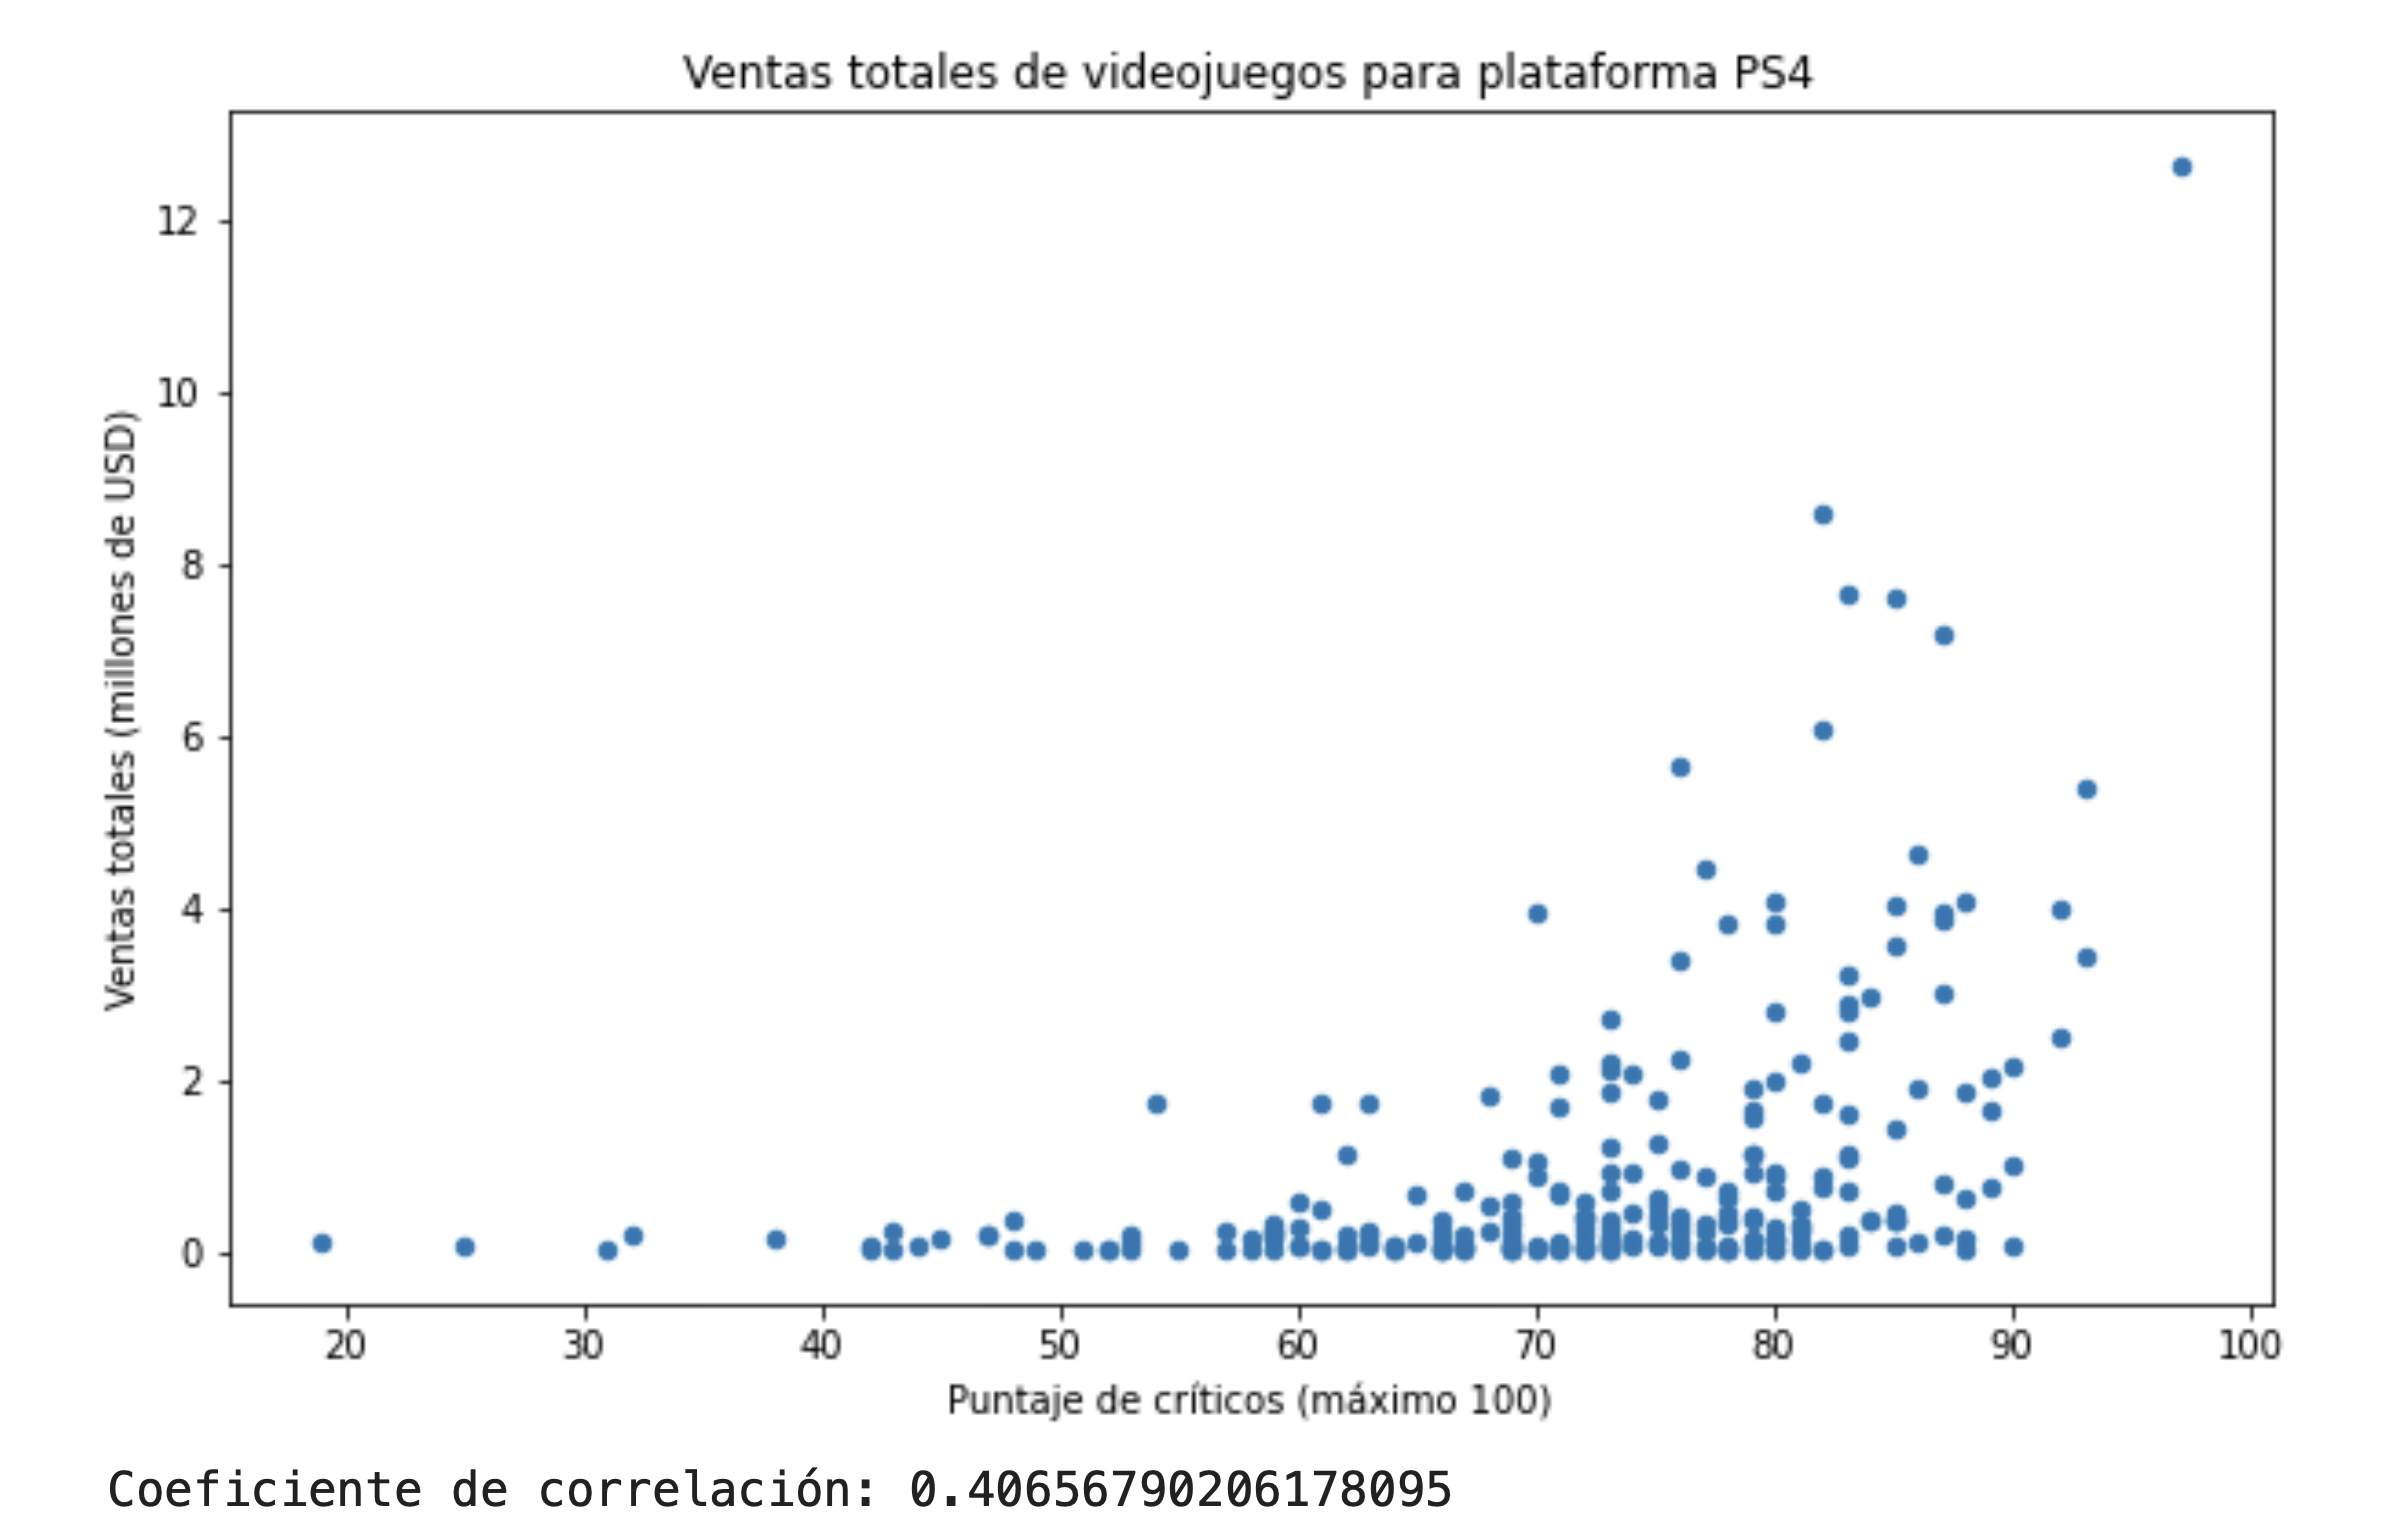 Ventas totales de videojuegos para plataforma PS4
Ventas totales (millones de USD)
12
10
8
6
4
2
0
20 30 40 50 60 70 80 90 100
Puntaje de críticos (máximo 100)
Coeficiente de correlación: 0.40656790206178095